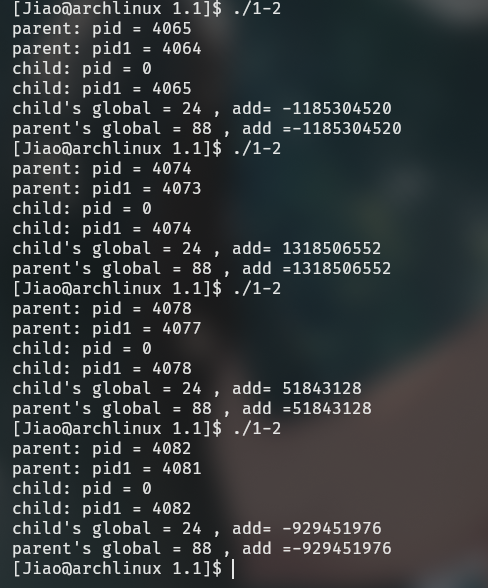 [Jiao@archlinux 1.1]$ ./1-2
parent: pid = 4065
parent: pid1 = 4064
child: pid = 0
child: pid1 = 4065
child's global = 24 , add= -1185304520
parent's global = 88 , add =-1185304520
[Jiao@archlinux 1.1]$ ./1-2
parent: pid = 4074
parent: pid1 = 4073
child: pid = 0
child: pid1 = 4074
child's global = 24 , add= 1318506552
parent's global = 88 , add =1318506552
[Jiao@archlinux 1.1]$ ./1-2
parent: pid = 4078
parent: pid1 = 4077
child: pid = 0
child: pid1 = 4078
child's global = 24 , add= 51843128
parent's global = 88 , add =51843128
[Jiao@archlinux 1.1]$ ./1-2
parent: pid = 4082
parent: pid1 = 4081
child: pid = 0
child: pid1 = 4082
child's global = 24 , add= -929451976
parent's global = 88 , add =-929451976
[Jiao@archlinux 1.1]$